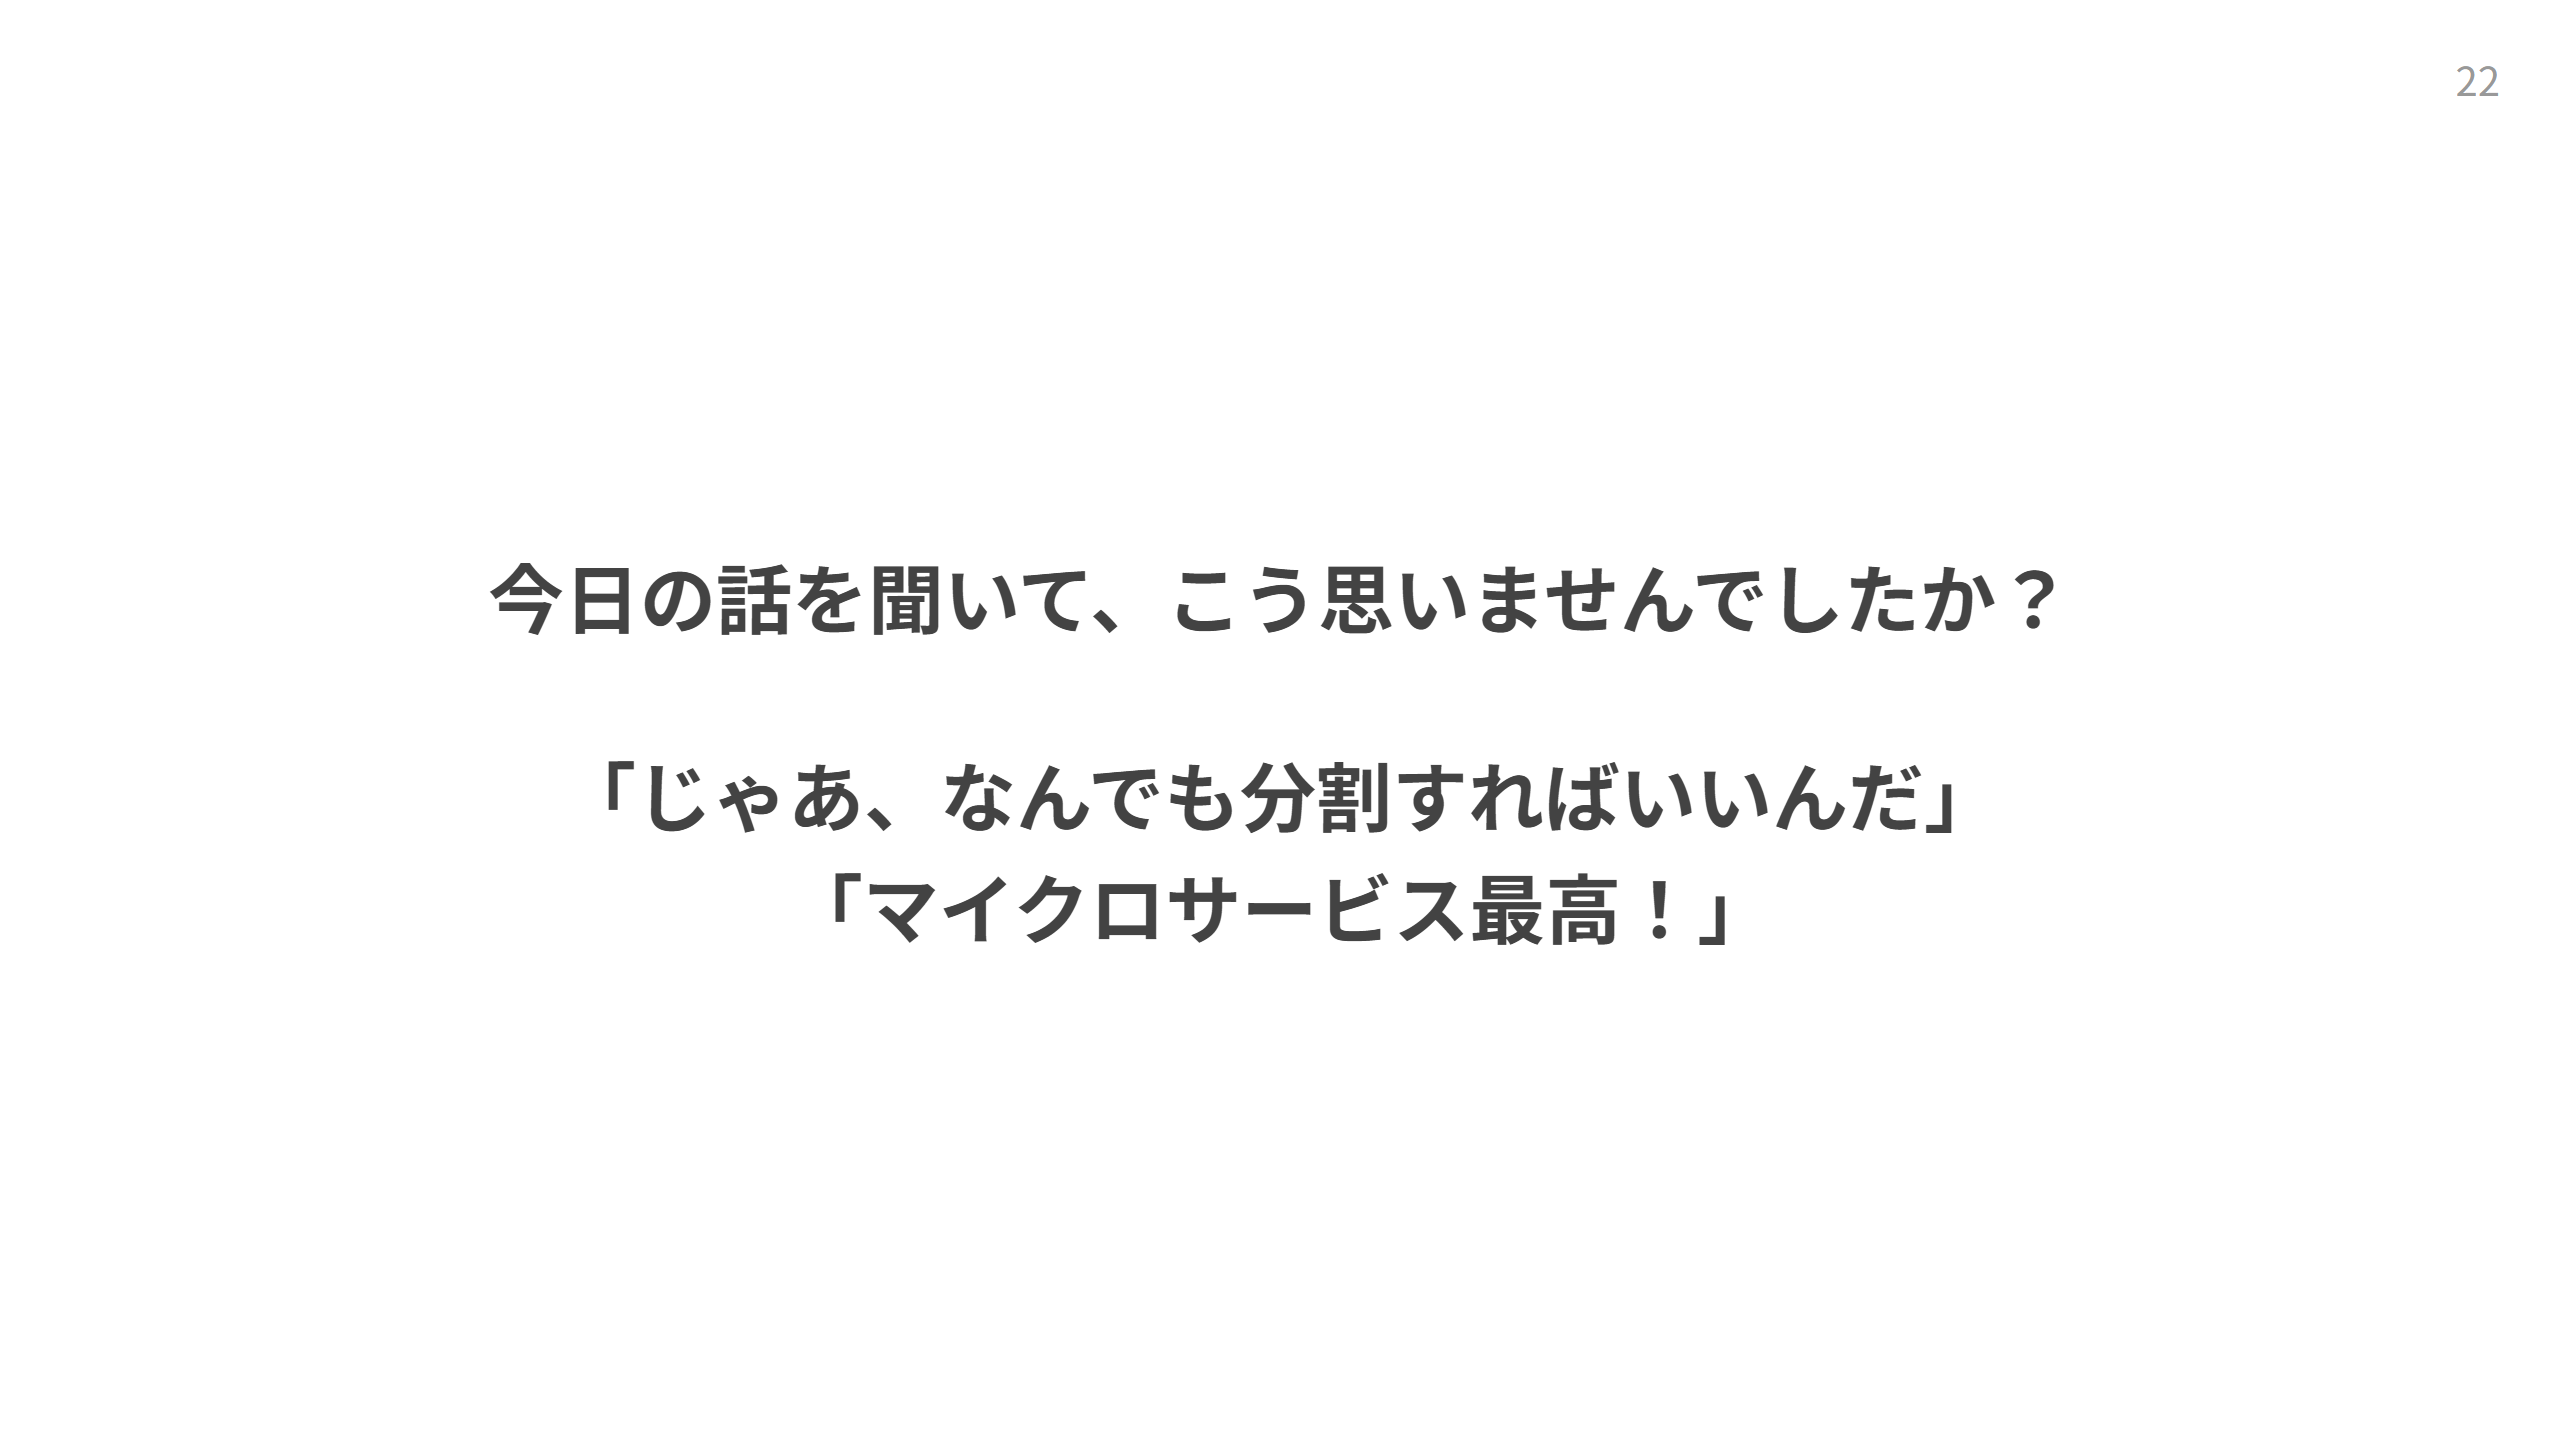 22
今日の話を聞いて、こう思いませんでしたか？
「じゃあ、なんでも分割すればいいんだ」
「マイクロサービス最高！」